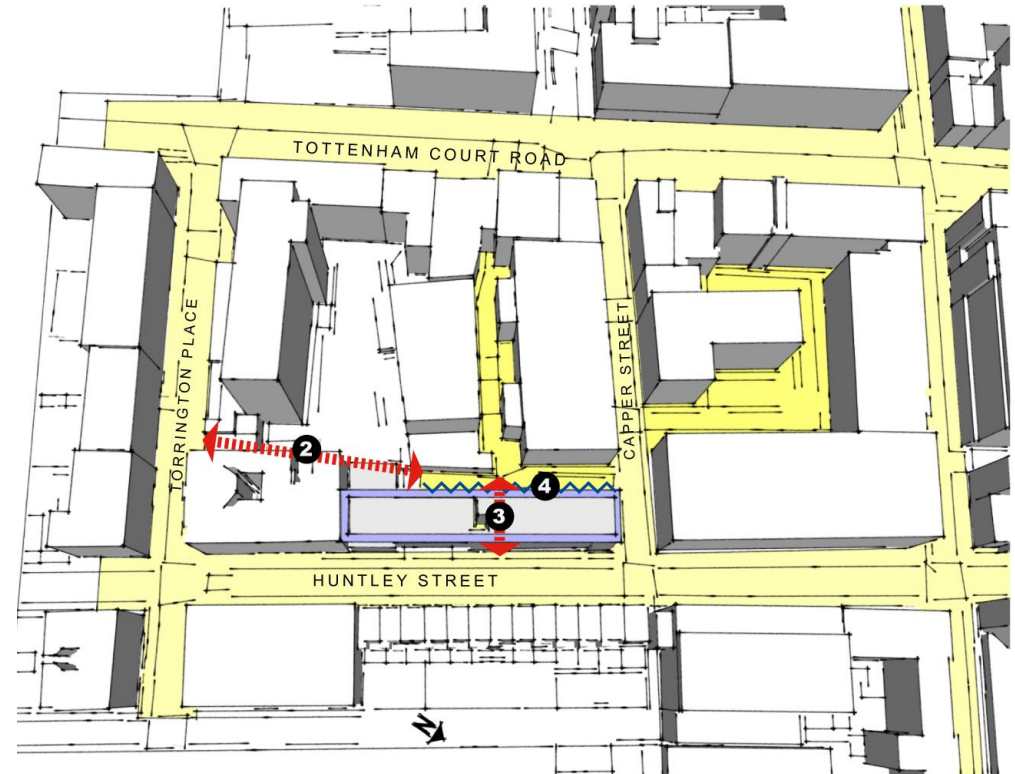 TOTTENHAM COURT ROAD
TORRINGTON PLACE
CAPPER STREET
2
4
3
HUNTLEY STREET
N